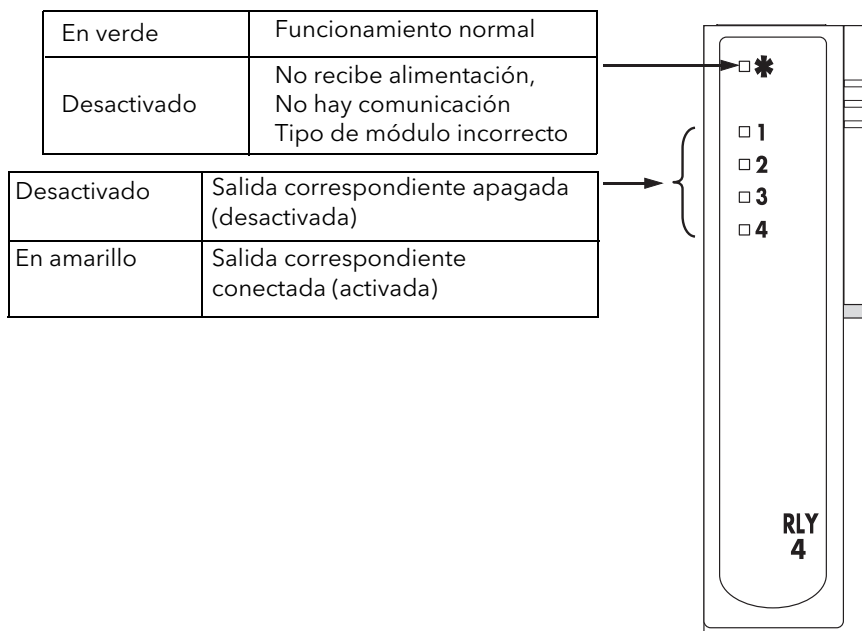 En verde
Funcionamiento normal
Desactivado
No recibe alimentación,
No hay comunicación
Tipo de módulo incorrecto
Desactivado
Salida correspondiente apagada
(desactivada)
En amarillo
Salida correspondiente
conectada (activada)
✱
1
2
3
4
RLY
4